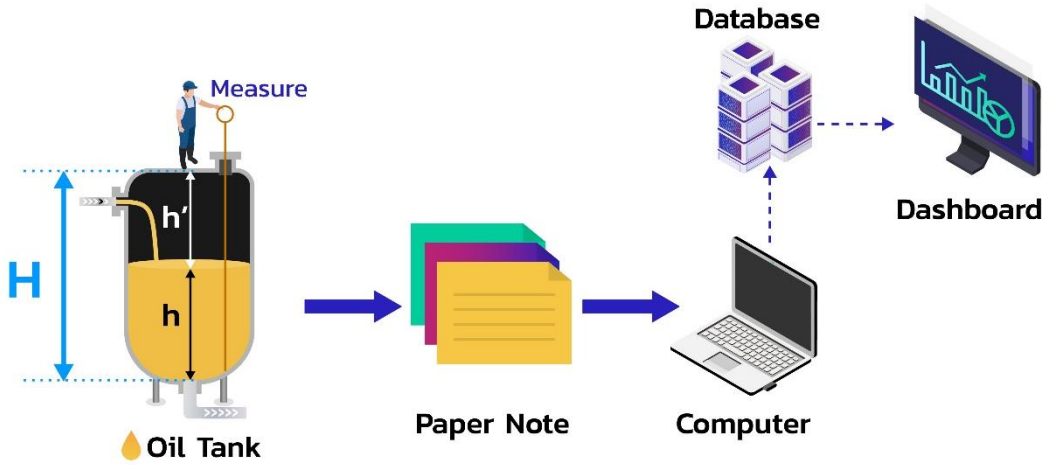 Database
Measure
H
h’
h
Dashboard
Paper Note
Computer
Oil Tank